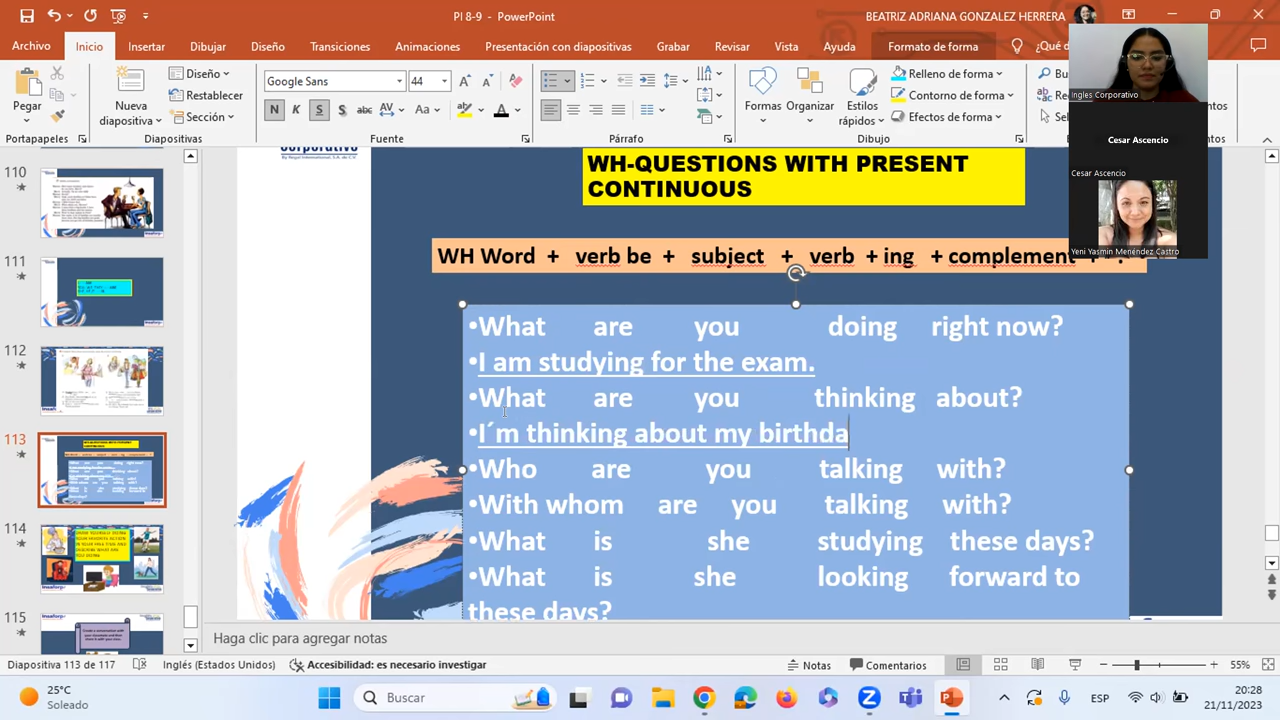 PI 8-9 - PowerPoint
BEATRIZ ADRIANA GONZALEZ HERRERA
Archivo Inicio Insertar Dibujar Diseño Transiciones Animaciones Presentación con diapositivas Grabar Revisar Vista Ayuda Formato de forma ¿Qué d
Pegar
Nueva diapositiva
Diseño
Restablecer
Sección
Google Sans 44
N K S abc AV Aa
Formas Organizar Estilos rápidos
Relleno de forma
Contorno de forma
Efectos de forma
Portapapeles Diapositivas Fuente Párrafo Dibujo
Ingles Corporativo
Cesar Ascencio
Cesar Ascencio
Yeni Yasmin Menéndez Castro
110
111
112
113
114
115
WH-QUESTIONS WITH PRESENT
CONTINUOUS
WH Word + verb be + subject + verb + ing + complement +
•What are you doing right now?
•I am studying for the exam.
•What are you thinking about?
•I´m thinking about my birthda
•Who are you talking with?
•With whom are you talking with?
•What is she studying these days?
•What is she looking forward to
these days?
Haga clic para agregar notas
Diapositiva 113 de 117 Inglés (Estados Unidos) Accesibilidad: es necesario investigar Notas Comentarios 55%
25°C
Soleado
Buscar
ESP
20:28
21/11/2023